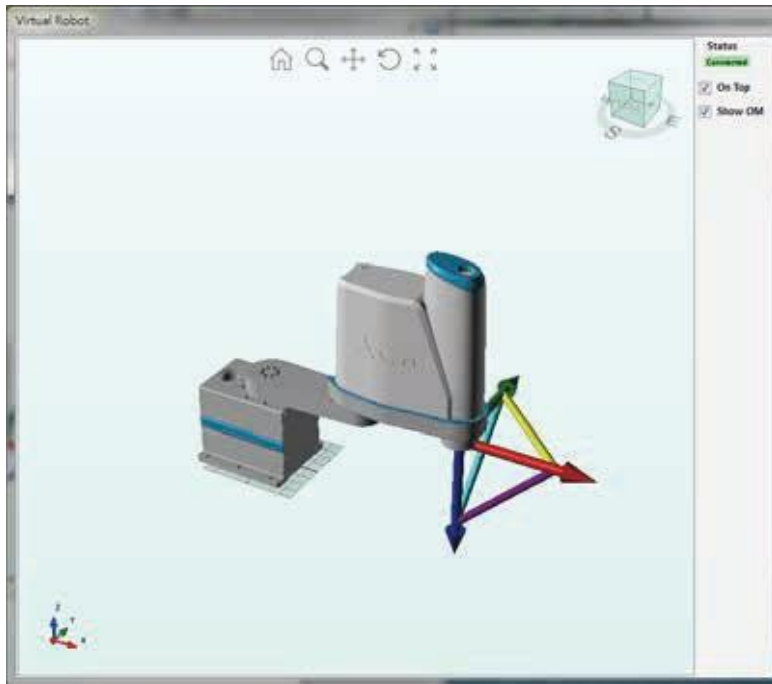 Virtual Robot
Status
Connected
On Top
Show OM
S
E
Z
Y
X